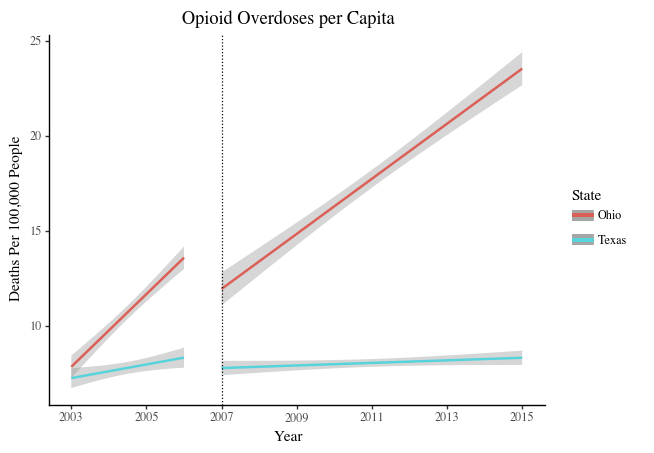 Opioid Overdoses per Capita
Deaths Per 100,000 People
25
20
15
10
2003 2005 2007 2009 2011 2013 2015
Year
State
Ohio
Texas